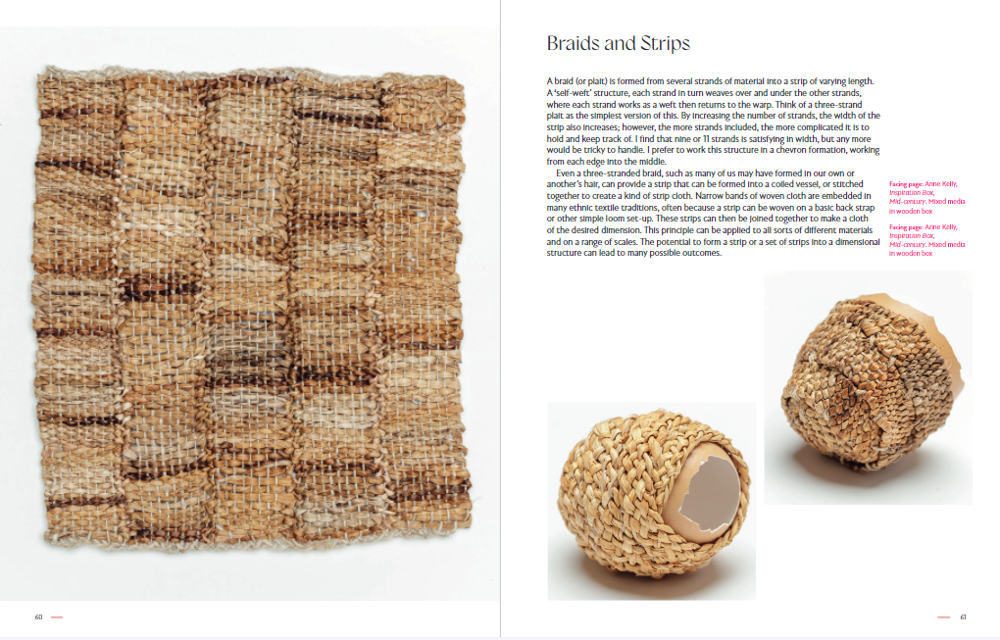 Braids and Strips
A braid (or plait) is formed from several strands of material into a strip of varying length.
A ‘self-weft’ structure, each strand in turn weaves over and under the other strands,
where each strand works as a weft then returns to the warp. Think of a three-strand
plait as the simplest version of this. By increasing the number of strands, the width of the
strip also increases; however, the more strands included, the more complicated it is to
hold and keep track of. I find that nine or 11 strands is satisfying in width, but any more
would be tricky to handle. I prefer to work this structure in a chevron formation, working
from each edge into the middle.
Even a three-stranded braid, such as many of us may have formed in our own or
another’s hair, can provide a strip that can be formed into a coiled vessel, or stitched
together to create a kind of strip cloth. Narrow bands of woven cloth are embedded in
many ethnic textile traditions, often because a strip can be woven on a basic back strap
or other simple loom set-up. These strips can then be joined together to make a cloth
of the desired dimension. This principle can be applied to all sorts of different materials
and on a range of scales. The potential to form a strip or a set of strips into a dimensional
structure can lead to many possible outcomes.
Facing page: Anne Kelly,
Inspiration Box,
Mid-century. Mixed media
in wooden box
Facing page: Anne Kelly,
Inspiration Box,
Mid-century. Mixed media
in wooden box
60
61